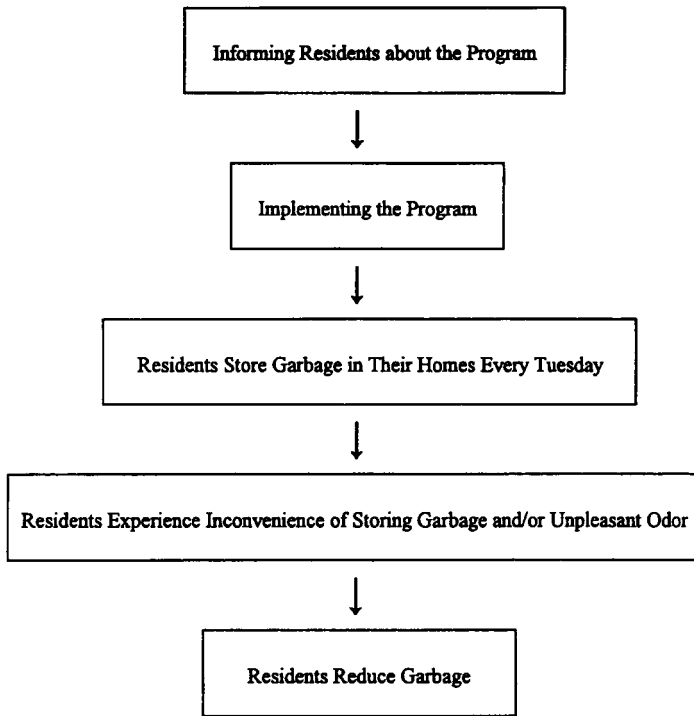 Informing Residents about the Program
Implementing the Program
Residents Store Garbage in Their Homes Every Tuesday
Residents Experience Inconvenience of Storing Garbage and/or Unpleasant Odor
Residents Reduce Garbage